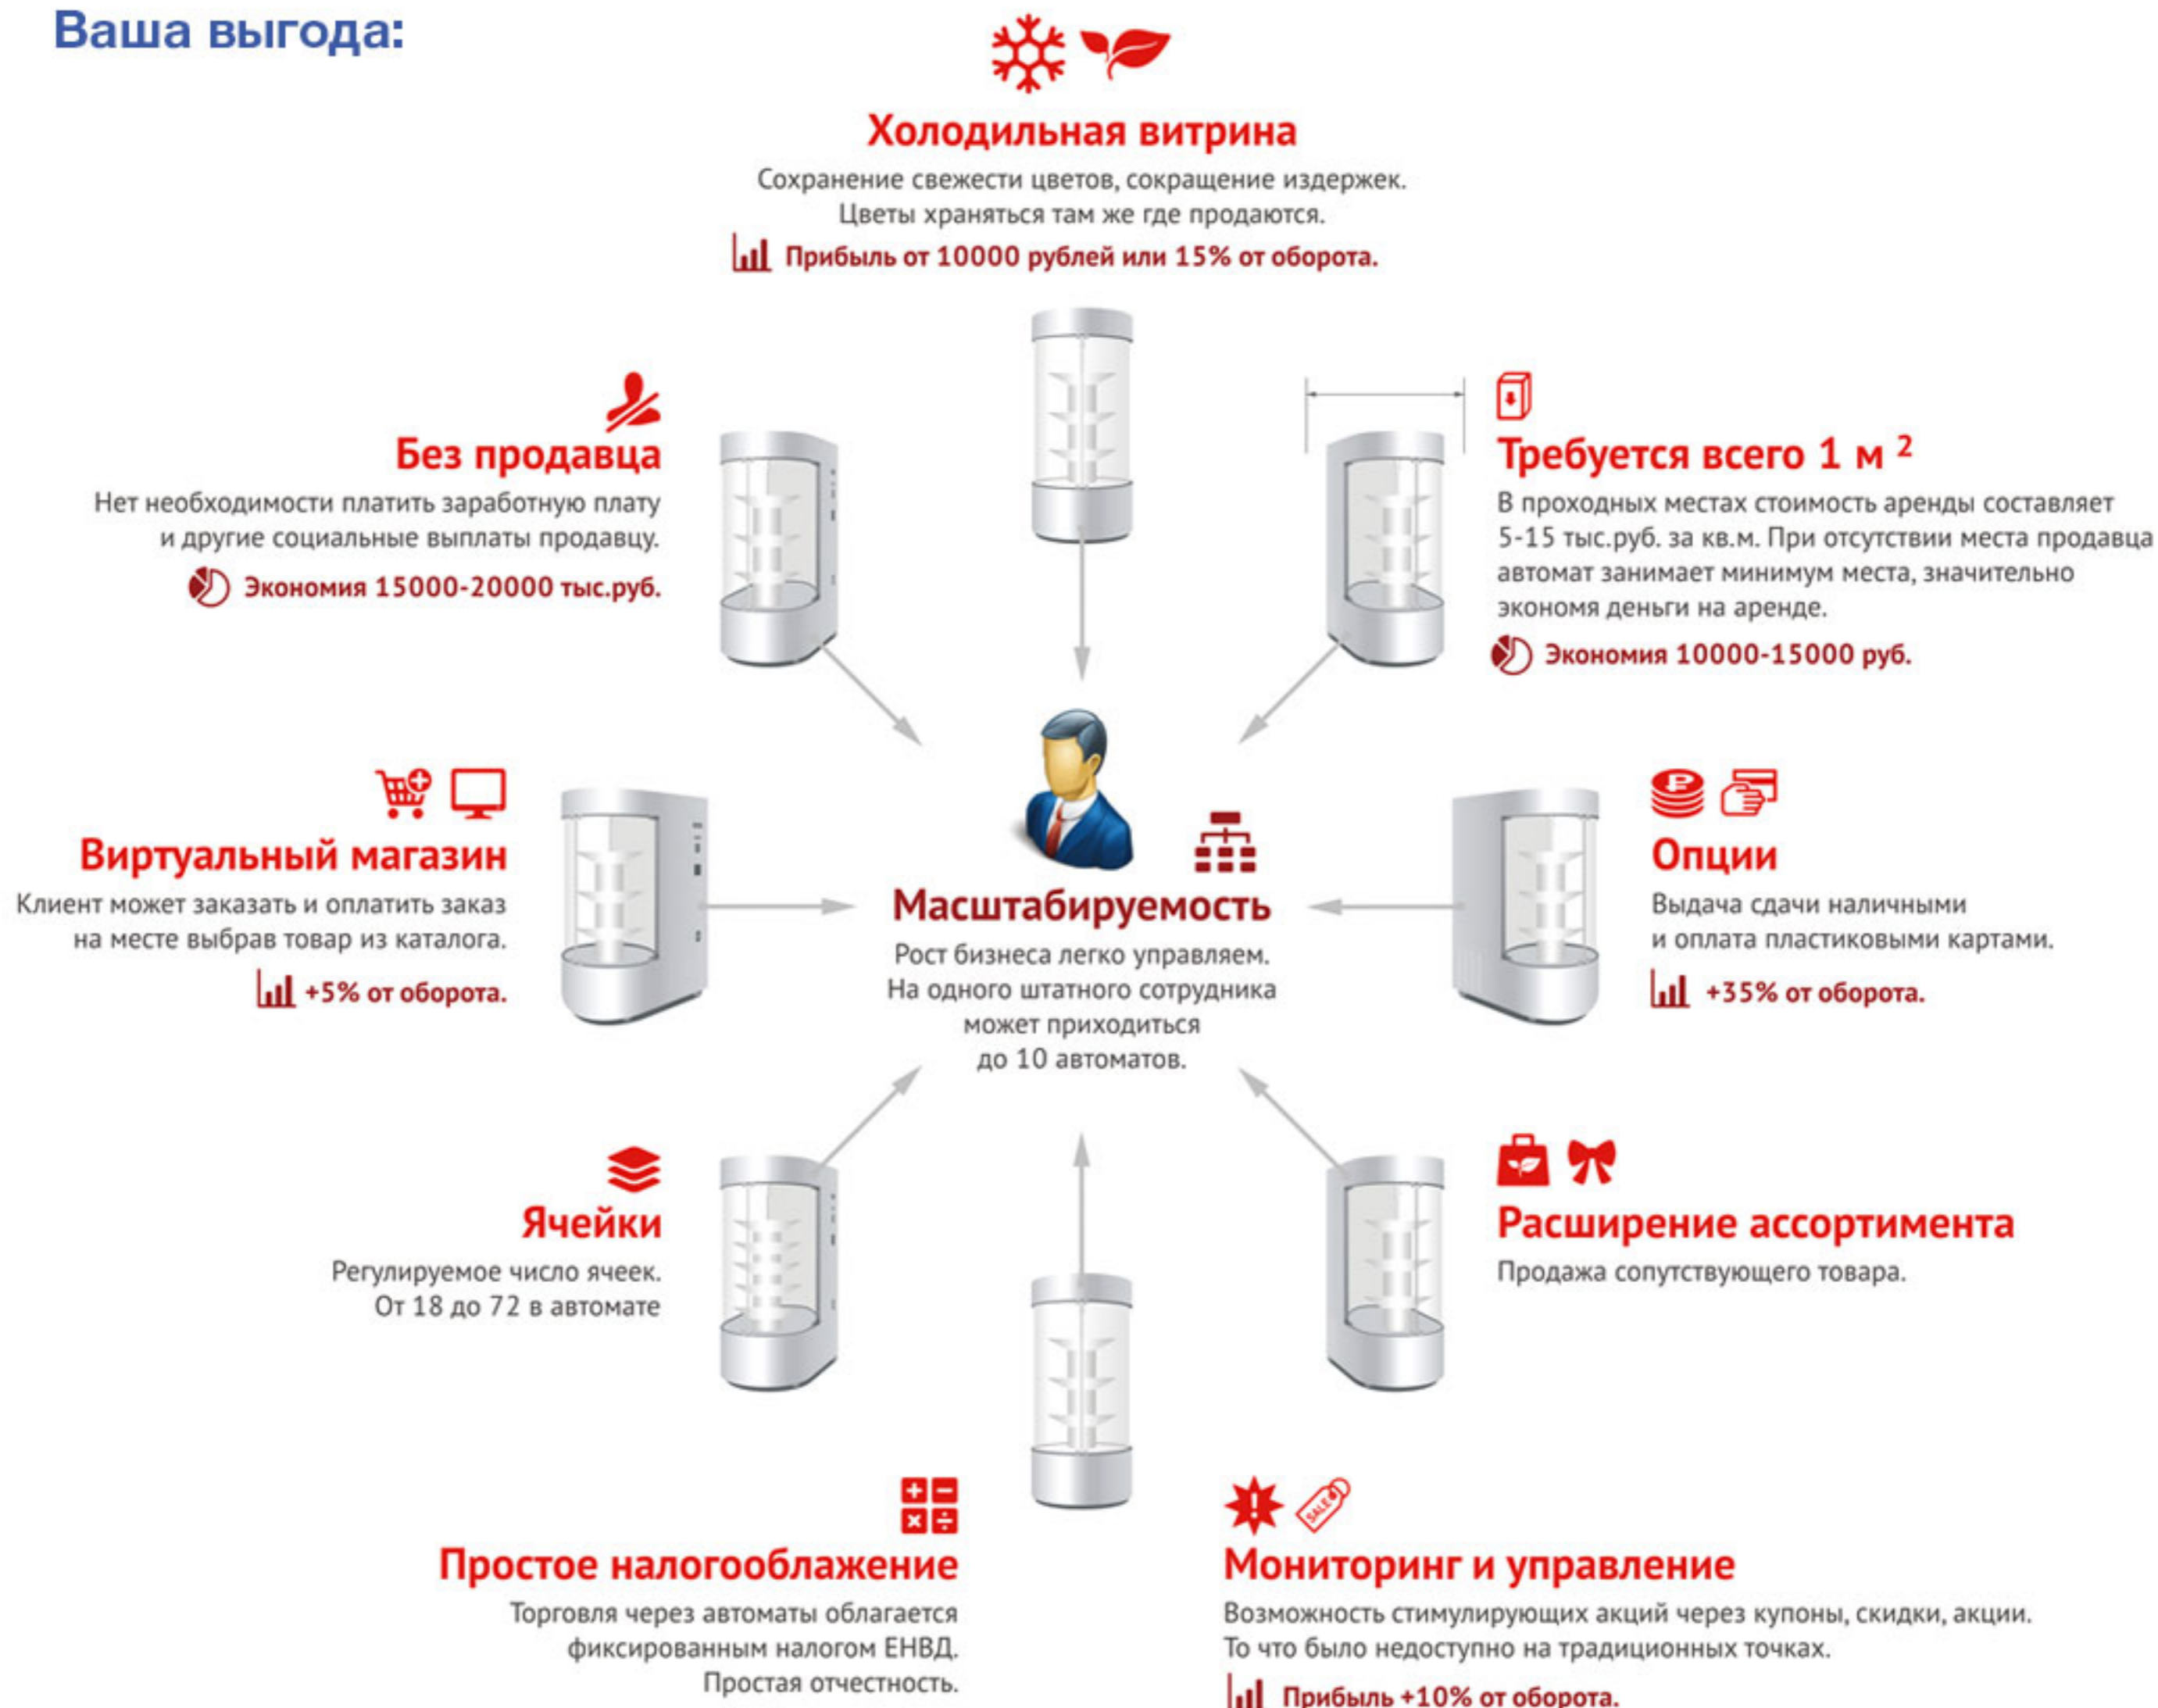 Ваша выгода:
Холодильная витрина
Сохранение свежести цветов, сокращение издержек.
Цветы храняться там же где продаются.
Прибыль от 10000 рублей или 15% от оборота.
Без продавца
Нет необходимости платить заработную плату
и другие социальные выплаты продавцу.
Экономия 15000-20000 тыс.руб.
Требуется всего 1 м ²
В проходных местах стоимость аренды составляет
5-15 тыс.руб. за кв.м. При отсутствии места продавца
автомат занимает минимум места, значительно
экономя деньги на аренде.
Экономия 10000-15000 руб.
Виртуальный магазин
Клиент может заказать и оплатить заказ
на месте выбрав товар из каталога.
+5% от оборота.
Масштабируемость
Рост бизнеса легко управляем.
На одного штатного сотрудника
может приходиться
до 10 автоматов.
Опции
Выдача сдачи наличными
и оплата пластиковыми картами.
+35% от оборота.
Ячейки
Регулируемое число ячеек.
От 18 до 72 в автомате
Расширение ассортимента
Продажа сопутствующего товара.
Простое налогооблажение
Торговля через автоматы облагается
фиксированным налогом ЕНВД.
Простая отчестность.
SALE
Мониторинг и управление
Возможность стимулирующих акций через купоны, скидки, акции.
То что было недоступно на традиционных точках.
Прибыль +10% от оборота.